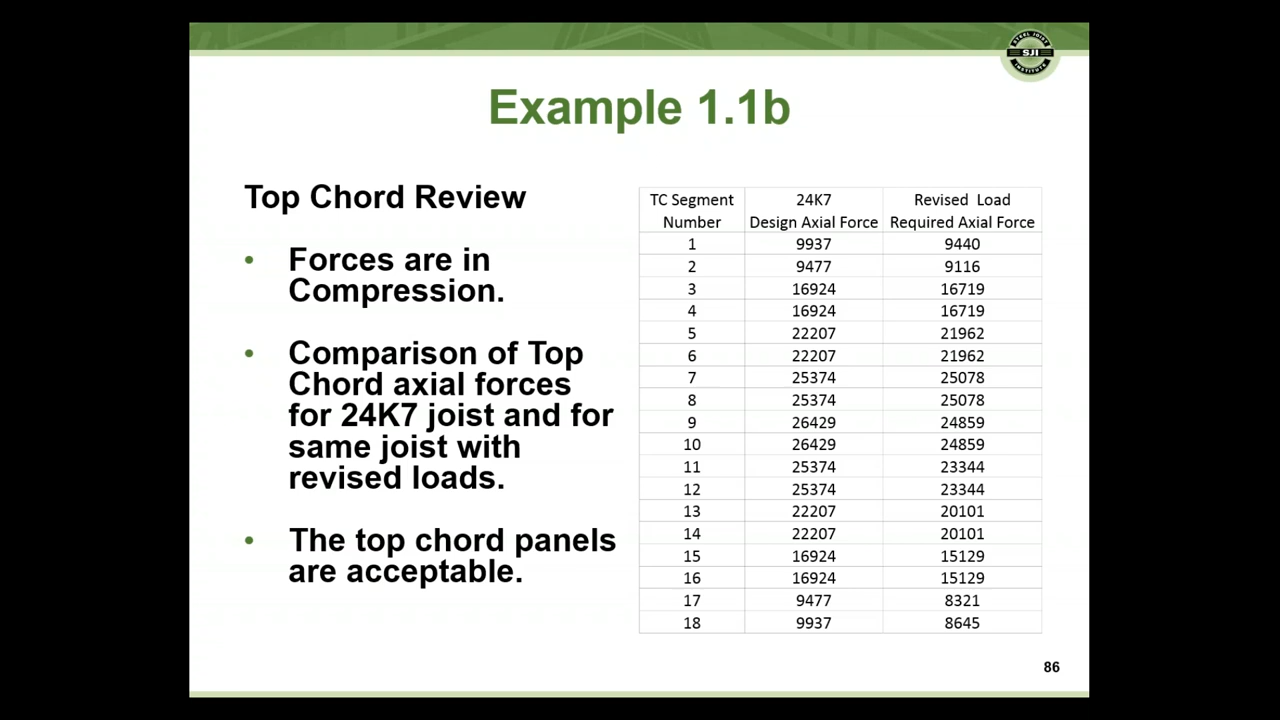 STEEL JOIST
SJI
INSTITUTE
Example 1.1b
Top Chord Review
• Forces are in
Compression.
• Comparison of Top
Chord axial forces
for 24K7 joist and for
same joist with
revised loads.
• The top chord panels
are acceptable.
TC Segment 24K7 Revised Load
Number Design Axial Force Required Axial Force
1 9937 9440
2 9477 9116
3 16924 16719
4 16924 16719
5 22207 21962
6 22207 21962
7 25374 25078
8 25374 25078
9 26429 24859
10 26429 24859
11 25374 23344
12 25374 23344
13 22207 20101
14 22207 20101
15 16924 15129
16 16924 15129
17 9477 8321
18 9937 8645
86